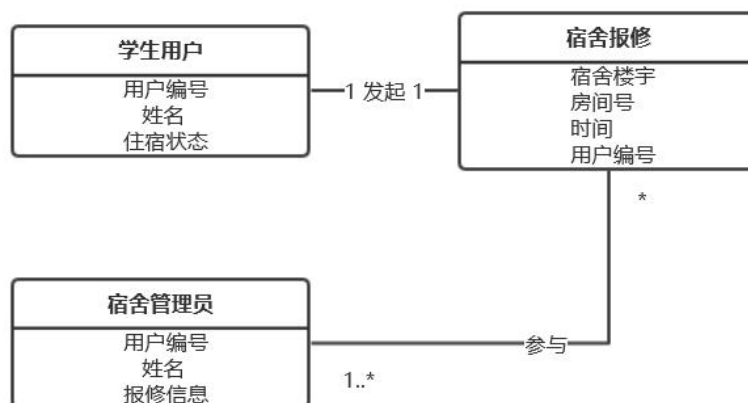 学生用户
用户编号
姓名
住宿状态
1 发起 1
宿舍报修
宿舍楼宇
房间号
时间
用户编号
*
宿舍管理员
用户编号
姓名
报修信息
参与
1..*